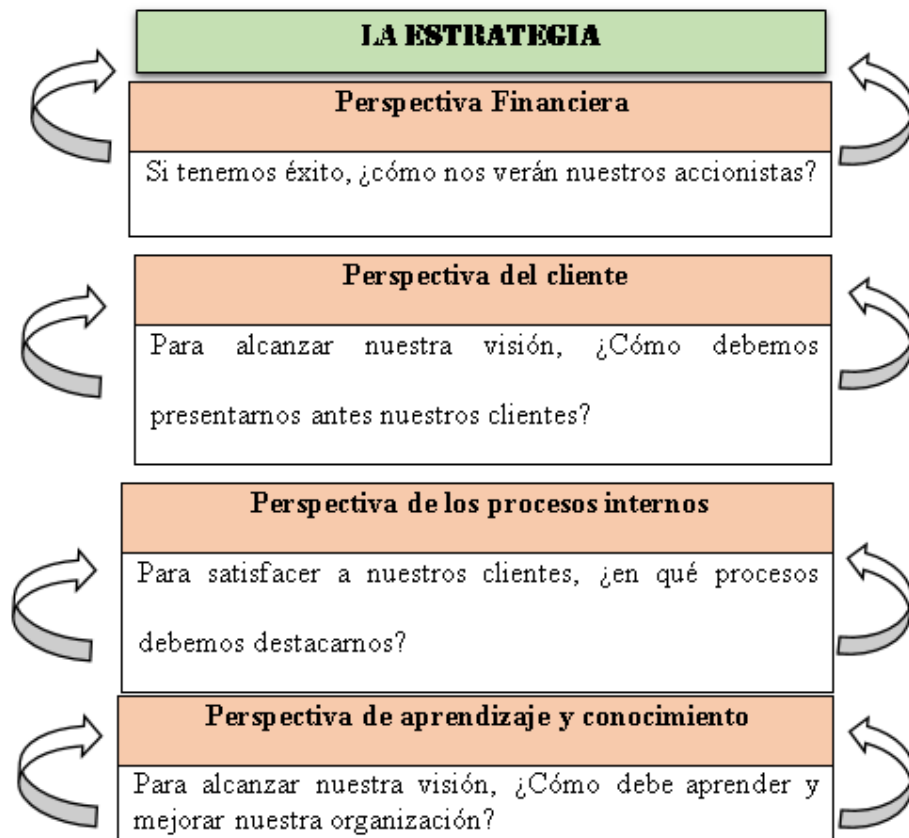 LA ESTRATEGIA
Perspectiva Financiera
Si tenemos éxito, ¿cómo nos verán nuestros accionistas?
Perspectiva del cliente
Para alcanzar nuestra visión, ¿Cómo debemos
presentarnos antes nuestros clientes?
Perspectiva de los procesos internos
Para satisfacer a nuestros clientes, ¿en qué procesos
debemos destacarnos?
Perspectiva de aprendizaje y conocimiento
Para alcanzar nuestra visión, ¿Cómo debe aprender y
mejorar nuestra organización?